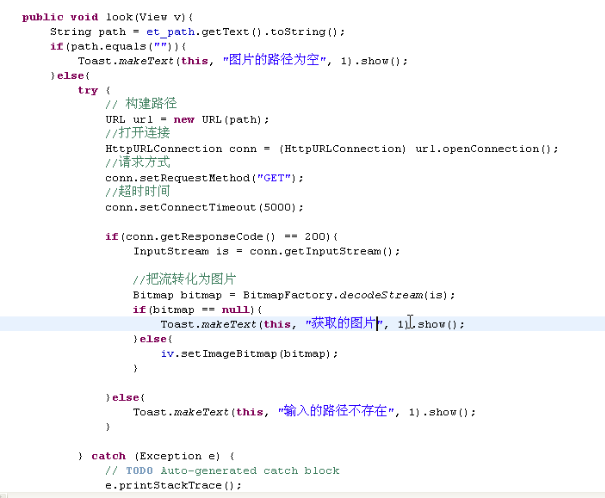 public void look(View v){
String path = et_path.getText().toString();
if(path.equals("")){
Toast.makeText(this, "图片的路径为空", 1).show();
}else{
try {
// 构建路径
URL url = new URL(path);
//打开连接
HttpURLConnection conn = (HttpURLConnection) url.openConnection();
//请求方式
conn.setRequestMethod("GET");
//超时时间
conn.setConnectTimeout(5000);
if(conn.getResponseCode() == 200){
InputStream is = conn.getInputStream();
//把流转化为图片
Bitmap bitmap = BitmapFactory.decodeStream(is);
if(bitmap == null){
Toast.makeText(this, "获取的图片", 1).show();
}else{
iv.setImageBitmap(bitmap);
}
}else{
Toast.makeText(this, "输入的路径不存在", 1).show();
}
} catch (Exception e) {
// TODO Auto-generated catch block
e.printStackTrace();